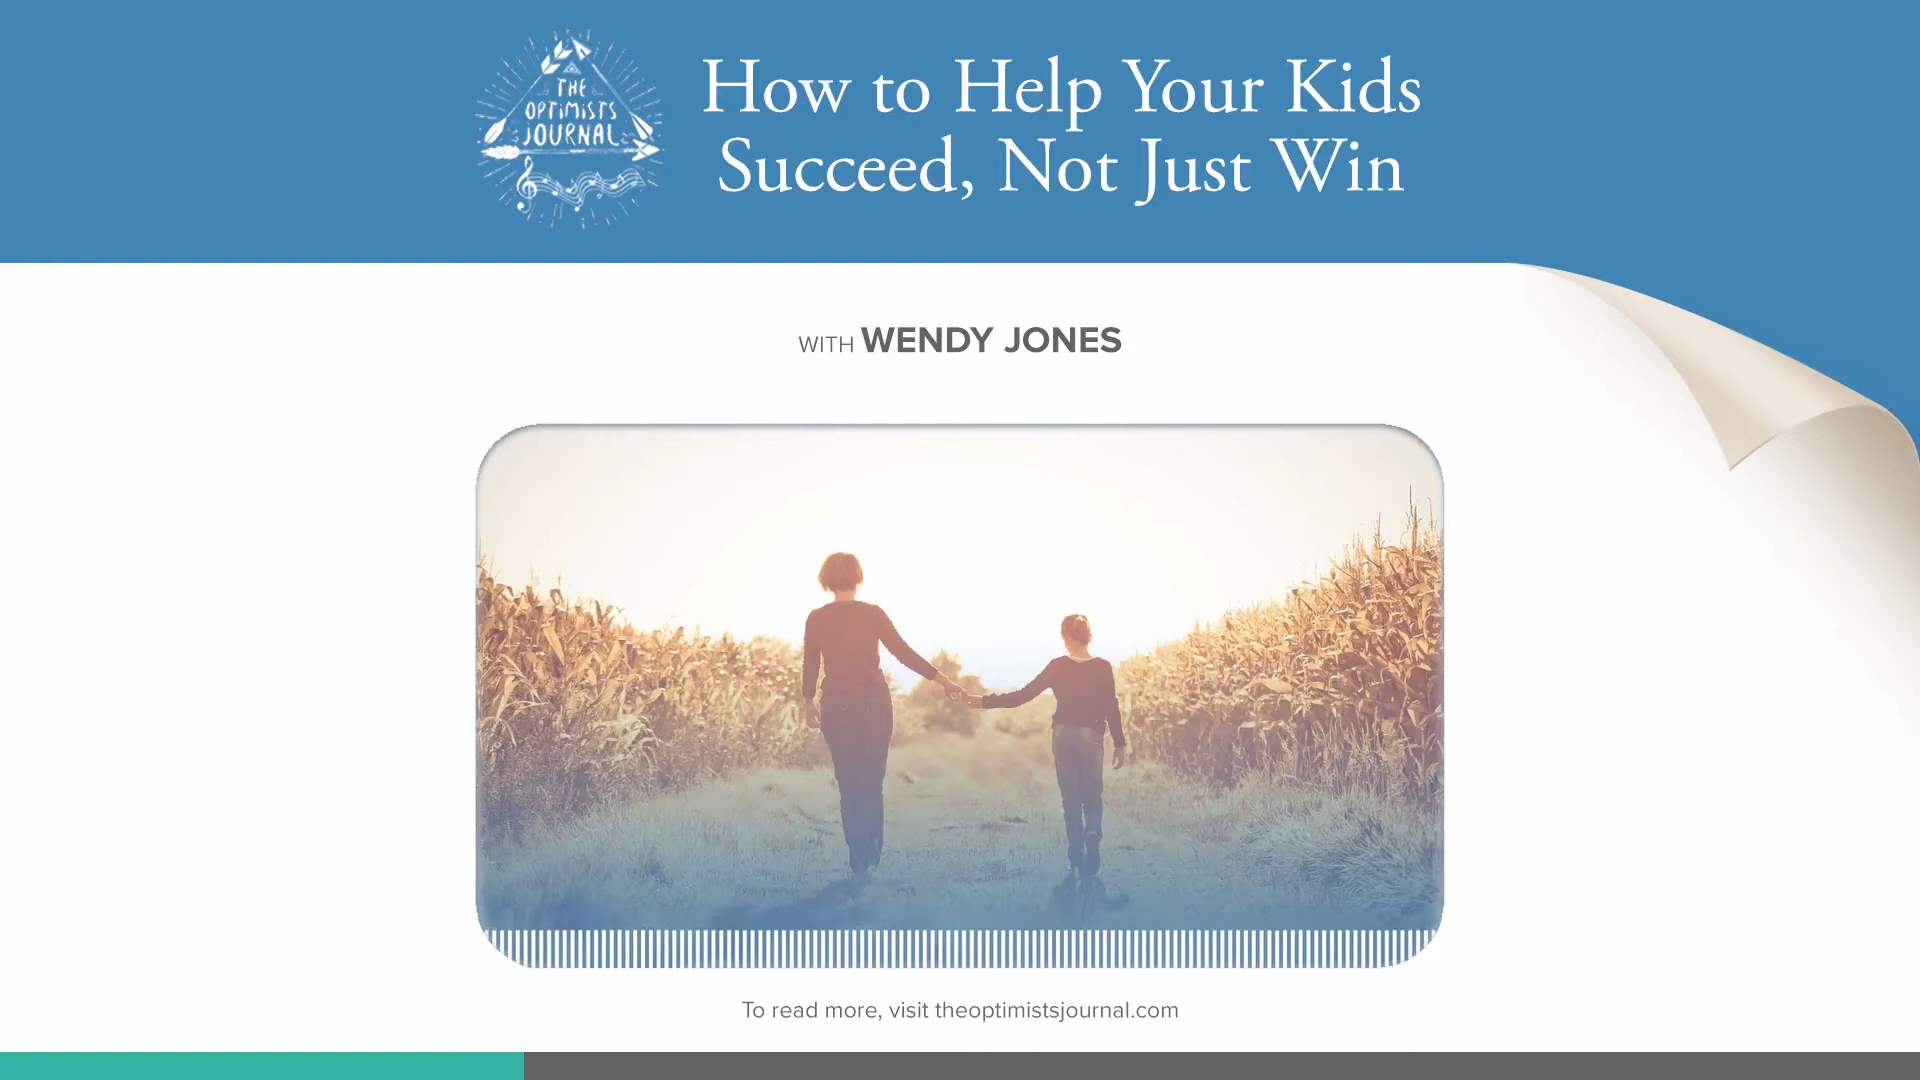 THE
OPTIMISTS
JOURNAL
How to Help Your Kids
Succeed, Not Just Win
WITH WENDY JONES
To read more, visit theoptimistsjournal.com